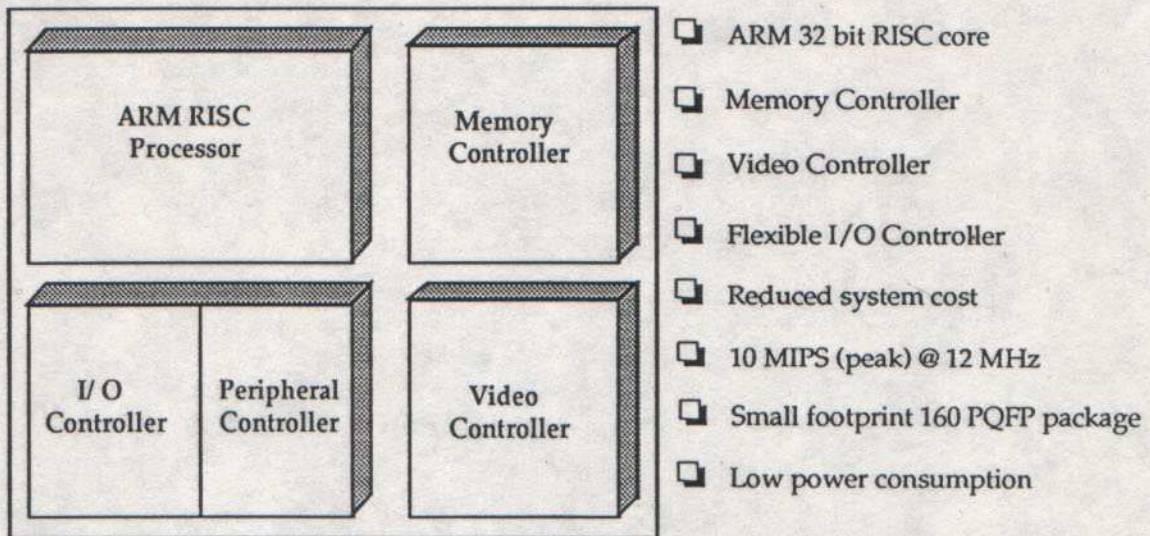 ARM RISC
Processor
Memory
Controller
I/ O
Controller
Peripheral
Controller
Video
Controller
ARM 32 bit RISC core
Memory Controller
Video Controller
Flexible I/O Controller
Reduced system cost
10 MIPS (peak) @ 12 MHz
Small footprint 160 PQFP package
Low power consumption